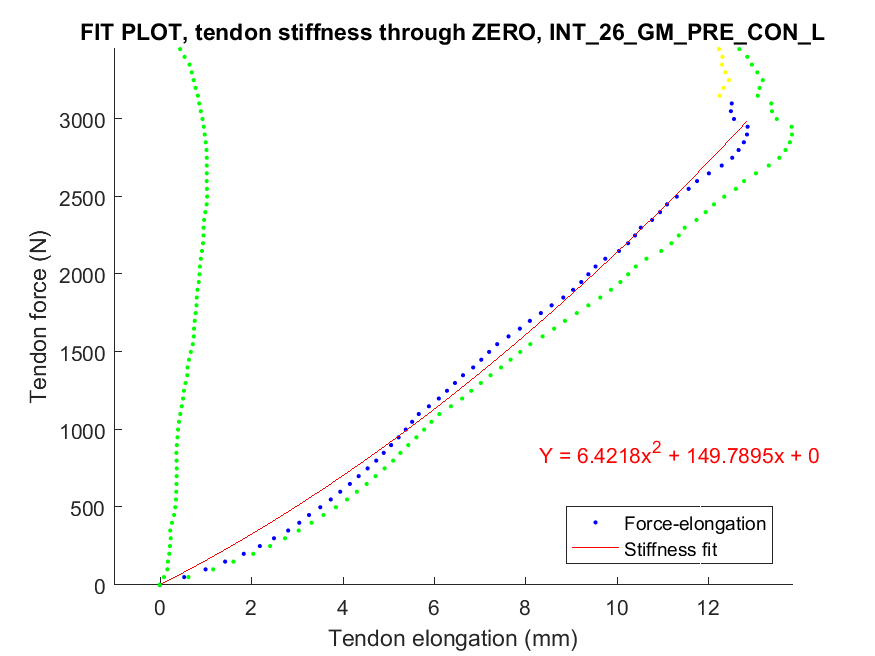 FIT PLOT, tendon stiffness through ZERO, INT_26_GM_PRE_CON_L
Tendon force (N)
3000
2500
2000
1500
1000
500
0
Y = 6.4218x² + 149.7895x + 0
Force-elongation
Stiffness fit
0 2 4 6 8 10 12
Tendon elongation (mm)